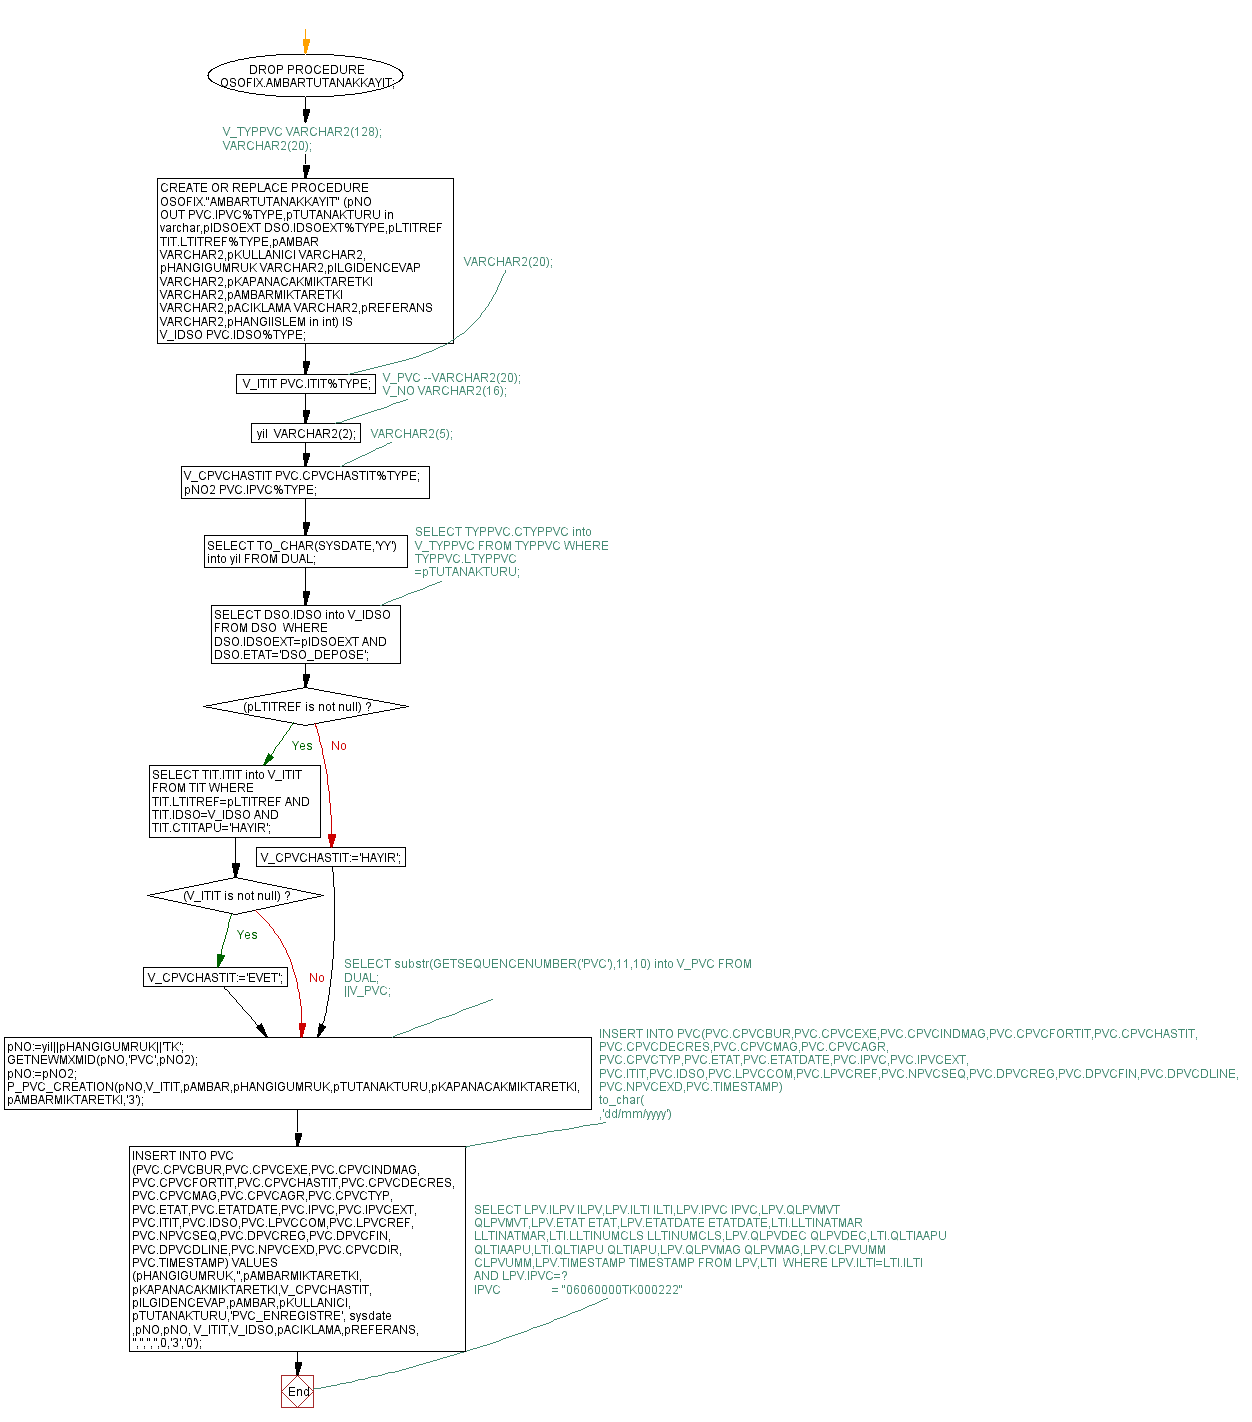 DROP PROCEDURE
OSOFIX.AMBARTUTANAKKAYIT;
V_TYPPVC VARCHAR2(128);
VARCHAR2(20);
CREATE OR REPLACE PROCEDURE
OSOFIX."AMBARTUTANAKKAYIT" (pNO
OUT PVC.IPVC%TYPE,pTUTANAKTURU in
varchar,pIDSOEXT DSO.IDSOEXT%TYPE,pLTITREF
TIT.LTITREF%TYPE,pAMBAR
VARCHAR2,pKULLANICI VARCHAR2,
pHANGIGUMRUK VARCHAR2,pILGIDENCEVAP
VARCHAR2,pKAPANACAKMIKTARETKI
VARCHAR2,pAMBARMIKTARETKI
VARCHAR2,pACIKLAMA VARCHAR2,pREFERANS
VARCHAR2,pHANGIISLEM in int) IS
V_IDSO PVC.IDSO%TYPE;
VARCHAR2(20);
V_ITIT PVC.ITIT%TYPE;
V_PVC --VARCHAR2(20);
V_NO VARCHAR2(16);
yil VARCHAR2(2);
VARCHAR2(5);
V_CPVCHASTIT PVC.CPVCHASTIT%TYPE;
pNO2 PVC.IPVC%TYPE;
SELECT TO_CHAR(SYSDATE,'YY')
into yil FROM DUAL;
SELECT TYPPVC.CTYPPVC into
V_TYPPVC FROM TYPPVC WHERE
TYPPVC.LTYPPVC
=pTUTANAKTURU;
SELECT DSO.IDSO into V_IDSO
FROM DSO WHERE
DSO.IDSOEXT=pIDSOEXT AND
DSO.ETAT='DSO_DEPOSE';
(pLTITREF is not null) ?
Yes
No
SELECT TIT.ITIT into V_ITIT
FROM TIT WHERE
TIT.LTITREF=pLTITREF AND
TIT.IDSO=V_IDSO AND
TIT.CTITAPU='HAYIR';
V_CPVCHASTIT:='HAYIR';
(V_ITIT is not null) ?
Yes
No
V_CPVCHASTIT:='EVET';
SELECT substr(GETSEQUENCENUMBER('PVC'),11,10) into V_PVC FROM
DUAL;
||V_PVC;
pNO:=yil||pHANGIGUMRUK||'TK';
GETNEWMXMID(pNO,'PVC',pNO2);
pNO:=pNO2;
P_PVC_CREATION(pNO,V_ITIT,pAMBAR,pHANGIGUMRUK,pTUTANAKTURU,pKAPANACAKMIKTARETKI,
pAMBARMIKTARETKI,'3');
INSERT INTO PVC(PVC.CPVCBUR,PVC.CPVCEXE,PVC.CPVCINDMAG,PVC.CPVCFORTIT,PVC.CPVCHASTIT,
PVC.CPVCDECRES,PVC.CPVCMAG,PVC.CPVCAGR,
PVC.CPVCTYP,PVC.ETAT,PVC.ETATDATE,PVC.IPVC,PVC.IPVCEXT,
PVC.ITIT,PVC.IDSO,PVC.LPVCCOM,PVC.LPVCREF,PVC.NPVCSEQ,PVC.DPVCREG,PVC.DPVCFIN,PVC.DPVCDLINE,
PVC.NPVCEXD,PVC.TIMESTAMP)
to_char(
,'dd/mm/yyyy')
INSERT INTO PVC
(PVC.CPVCBUR,PVC.CPVCEXE,PVC.CPVCINDMAG,
PVC.CPVCFORTIT,PVC.CPVCHASTIT,PVC.CPVCDECRES,
PVC.CPVCMAG,PVC.CPVCAGR,PVC.CPVCTYP,
PVC.ETAT,PVC.ETATDATE,PVC.IPVC,PVC.IPVCEXT,
PVC.ITIT,PVC.IDSO,PVC.LPVCCOM,PVC.LPVCREF,
PVC.NPVCSEQ,PVC.DPVCREG,PVC.DPVCFIN,
PVC.DPVCDLINE,PVC.NPVCEXD,PVC.CPVCDIR,
PVC.TIMESTAMP) VALUES
(pHANGIGUMRUK,'',pAMBARMIKTARETKI,
pKAPANACAKMIKTARETKI,V_CPVCHASTIT,
pILGIDENCEVAP,pAMBAR,pKULLANICI,
pTUTANAKTURU,'PVC_ENREGISTRE', sysdate
,pNO,pNO, V_ITIT,V_IDSO,pACIKLAMA,pREFERANS,
'','','','',0,'3','0');
SELECT LPV.ILPV ILPV,LPV.ILTI ILTI,LPV.IPVC IPVC,LPV.QLPVMVT
QLPVMVT,LPV.ETAT ETAT,LPV.ETATDATE ETATDATE,LTI.LLTINATMAR
LLTINATMAR,LTI.LLTINUMCLS LLTINUMCLS,LPV.QLPVDEC QLPVDEC,LTI.QLTIAAPU
QLTIAAPU,LTI.QLTIAPU QLTIAPU,LPV.QLPVMAG QLPVMAG,LPV.CLPVUMM
CLPVUMM,LPV.TIMESTAMP TIMESTAMP FROM LPV,LTI WHERE LPV.ILTI=LTI.ILTI
AND LPV.IPVC=?
IPVC = "06060000TK000222"
End